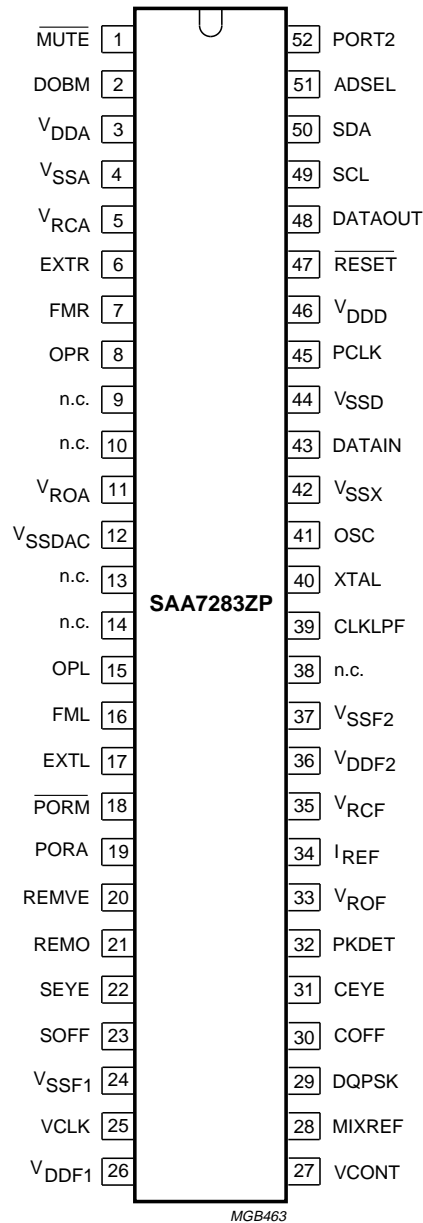 MUTE 1 52 PORT2
DOBM 2 51 ADSEL
VDDA 3 50 SDA
VSSA 4 49 SCL
VRCA 5 48 DATAOUT
EXTR 6 47 RESET
FMR 7 46 VDDD
OPR 8 45 PCLK
n.c. 9 44 VSSD
n.c. 10 43 DATAIN
VROA 11 42 VSSX
VSSDAC 12 41 OSC
n.c. 13 40 XTAL
SAA7283ZP
n.c. 14 39 CLKLPF
OPL 15 38 n.c.
FML 16 37 VSSF2
EXTL 17 36 VDDF2
PORM 18 35 VRCF
PORA 19 34 IREF
REMVE 20 33 VROF
REMO 21 32 PKDET
SEYE 22 31 CEYE
SOFF 23 30 COFF
VSSF1 24 29 DQPSK
VCLK 25 28 MIXREF
VDDF1 26 27 VCONT
MGB463